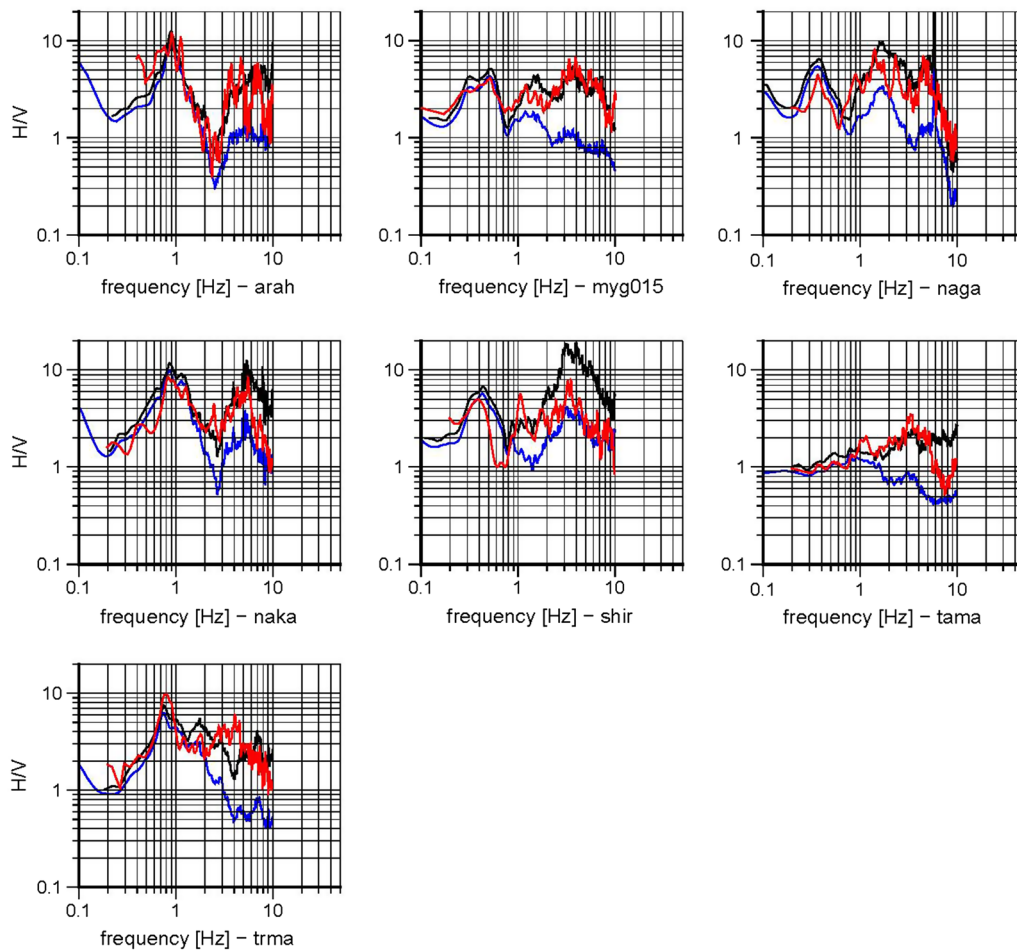 10
1
0.1
H/V
0.1 1 10
frequency [Hz] − arah
10
1
0.1
0.1 1 10
frequency [Hz] − myg015
10
1
0.1
0.1 1 10
frequency [Hz] − naga
10
1
0.1
H/V
0.1 1 10
frequency [Hz] − naka
10
1
0.1
0.1 1 10
frequency [Hz] − shir
10
1
0.1
0.1 1 10
frequency [Hz] − tama
10
1
0.1
H/V
0.1 1 10
frequency [Hz] − trma